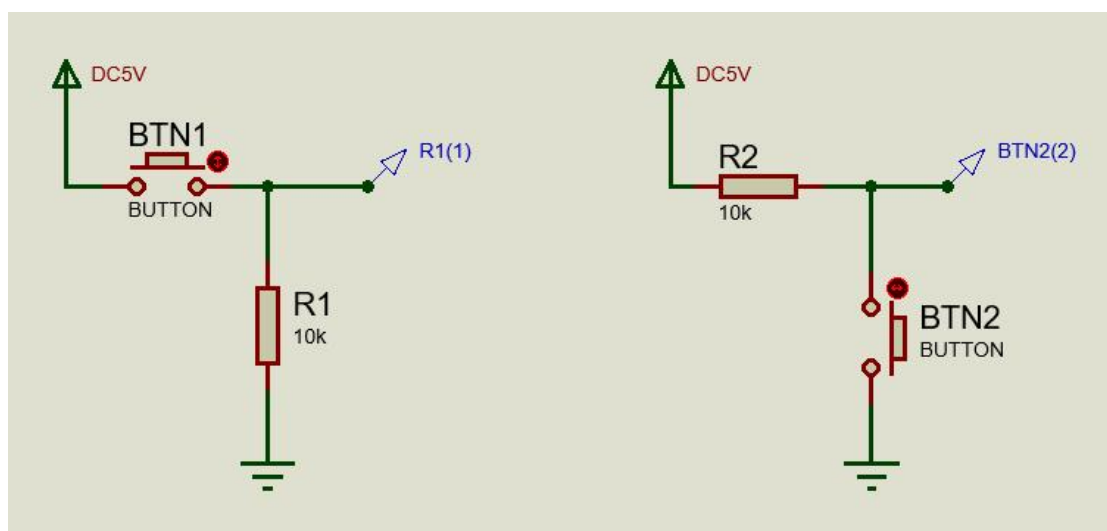 DC5V
BTN1
R1(1)
BUTTON
R1
10k
DC5V
R2
BTN2(2)
10k
BTN2
BUTTON